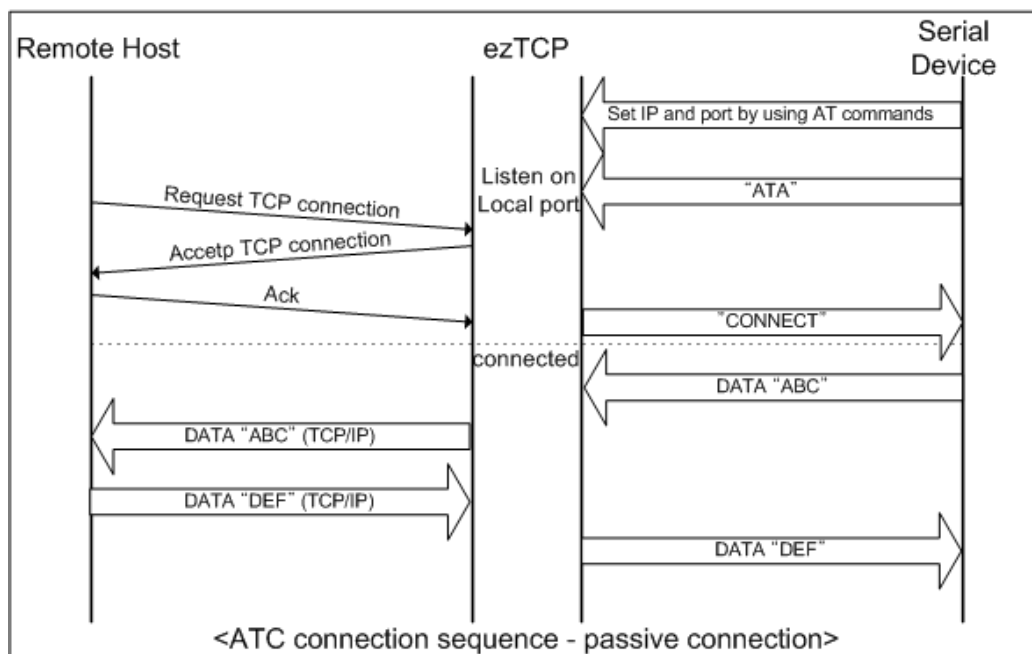 Remote Host
ezTCP
Serial
Device
Set IP and port by using AT commands
Listen on
Local port
“ATA”
Request TCP connection
Accetp TCP connection
Ack
”CONNECT”
connected
DATA “ABC”
DATA “ABC” (TCP/IP)
DATA “DEF” (TCP/IP)
DATA “DEF”
<ATC connection sequence - passive connection>